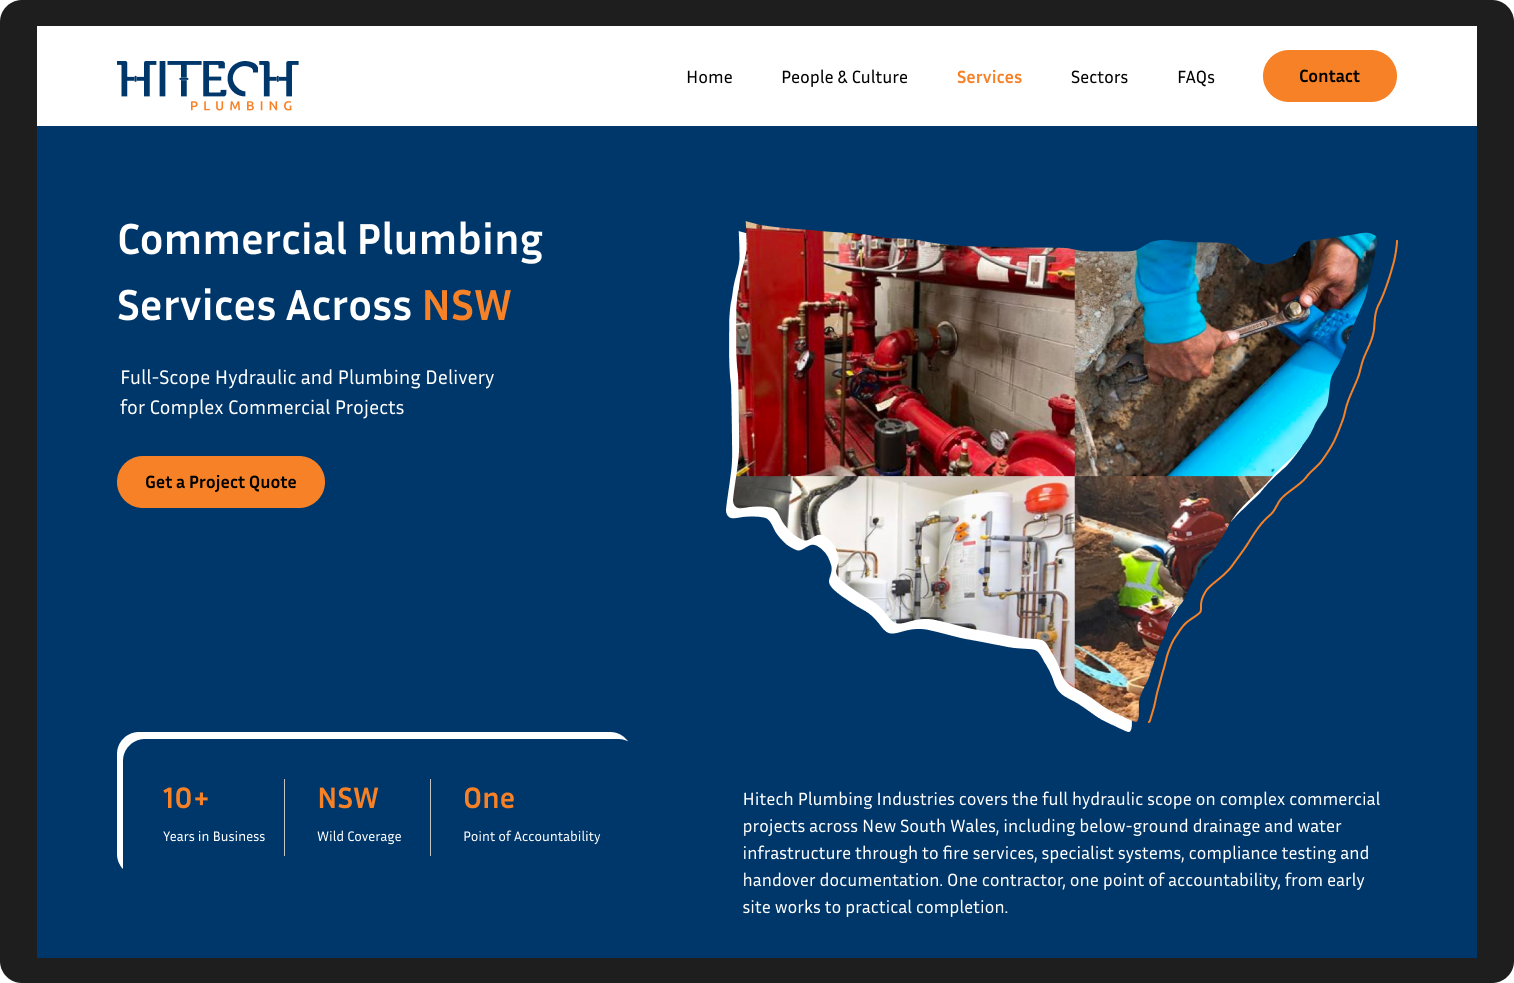 HITECH
PLUMBING
Home
People & Culture
Services
Sectors
FAQs
Contact
Commercial Plumbing
Services Across NSW
Full-Scope Hydraulic and Plumbing Delivery
for Complex Commercial Projects
Get a Project Quote
10+
Years in Business
NSW
Wild Coverage
One
Point of Accountability
Hitech Plumbing Industries covers the full hydraulic scope on complex commercial
projects across New South Wales, including below-ground drainage and water
infrastructure through to fire services, specialist systems, compliance testing and
handover documentation. One contractor, one point of accountability, from early
site works to practical completion.